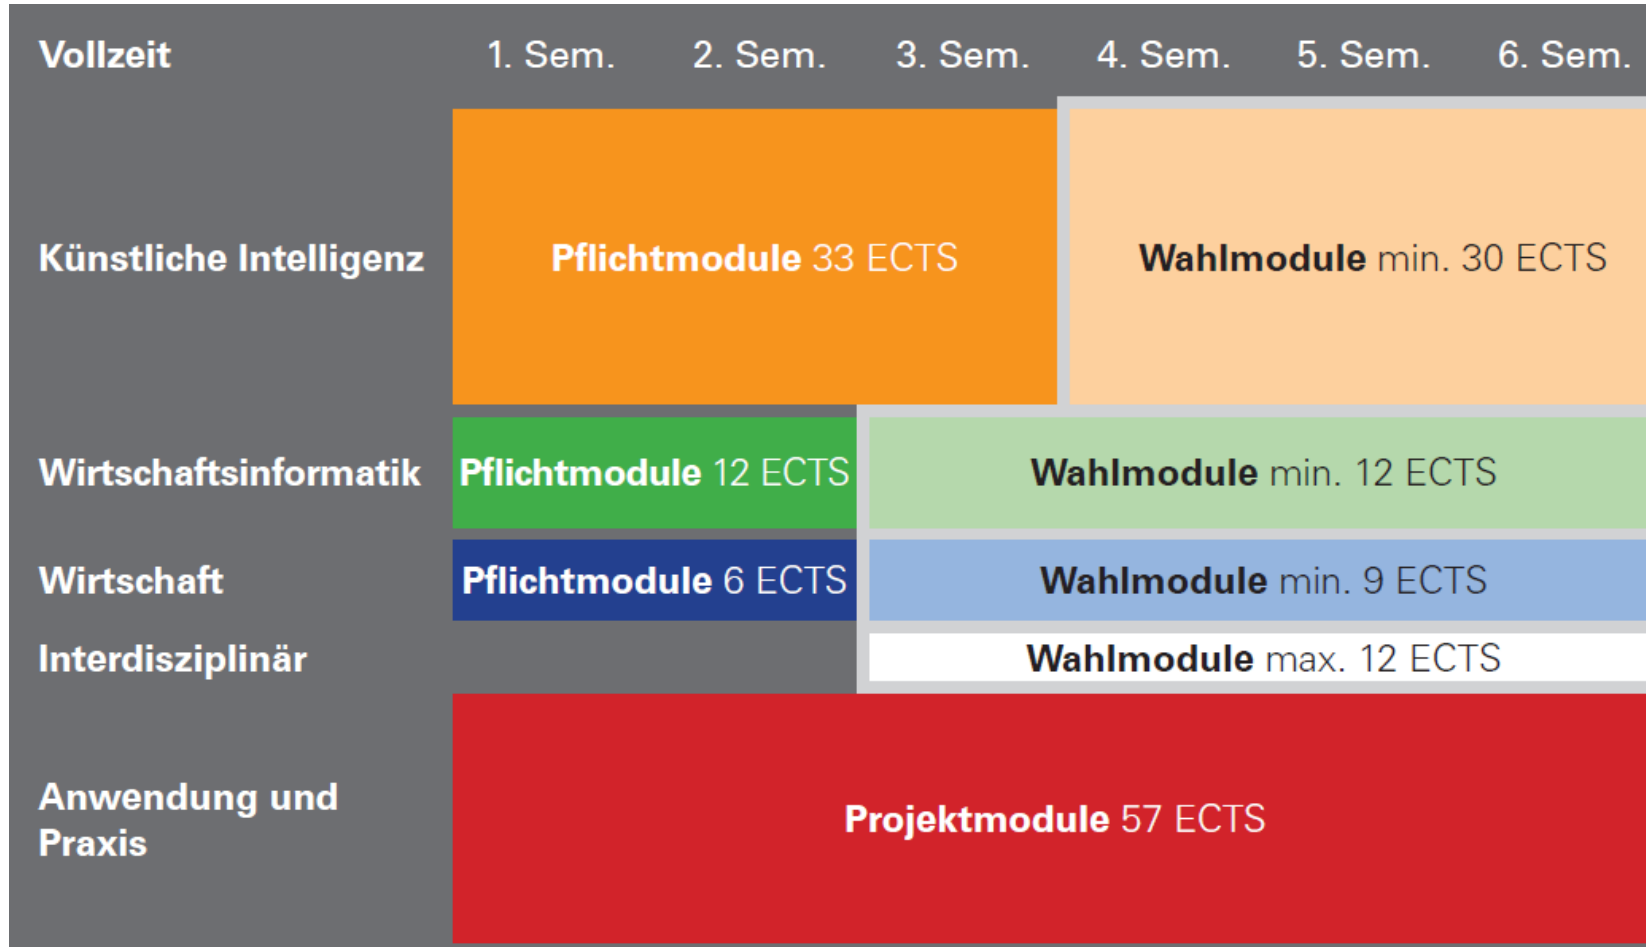 Vollzeit 1. Sem. 2. Sem. 3. Sem. 4. Sem. 5. Sem. 6. Sem.
Künstliche Intelligenz Pflichtmodule 33 ECTS Wahlmodule min. 30 ECTS
Wirtschaftsinformatik Pflichtmodule 12 ECTS Wahlmodule min. 12 ECTS
Wirtschaft Pflichtmodule 6 ECTS Wahlmodule min. 9 ECTS
Interdisziplinär Wahlmodule max. 12 ECTS
Anwendung und
Praxis
Projektmodule 57 ECTS